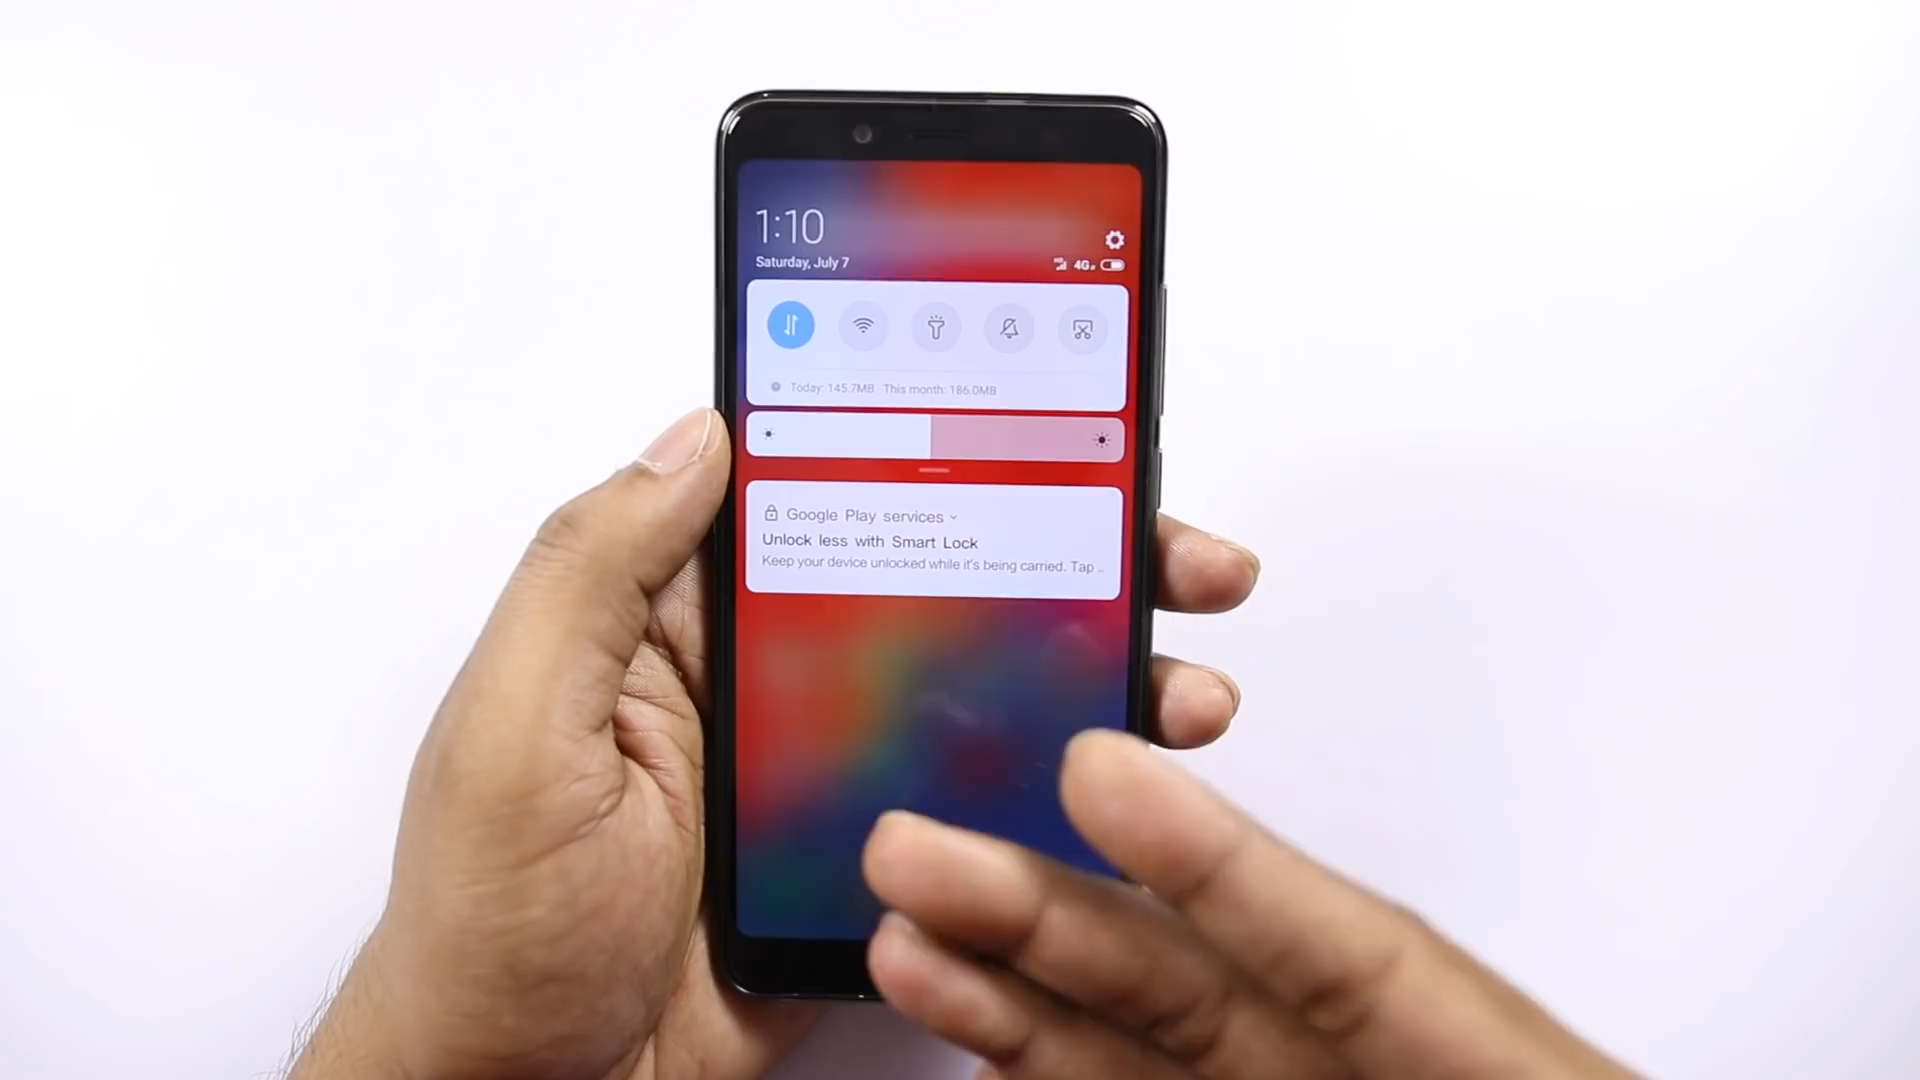 1:10
Saturday, July 7
4G
Today: 145.7MB This month: 186.0MB
Google Play services
Unlock less with Smart Lock
Keep your device unlocked while it's being carried. Tap ...